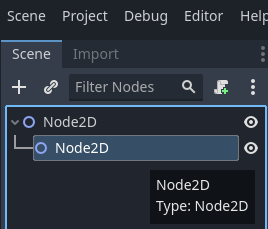 Scene Project Debug Editor Help
Scene Import
Filter Nodes
Node2D
Node2D
Node2D
Type: Node2D